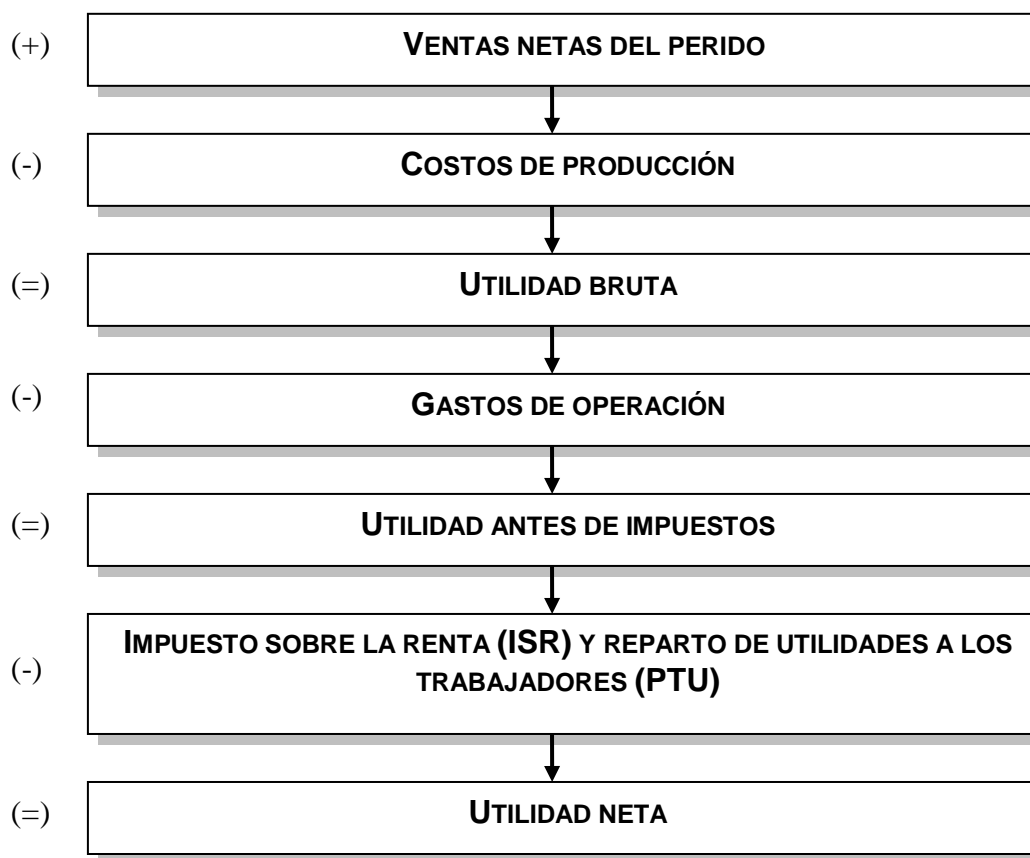 (+) VENTAS NETAS DEL PERIDO
(-) COSTOS DE PRODUCCIÓN
(=) UTILIDAD BRUTA
(-) GASTOS DE OPERACIÓN
(=) UTILIDAD ANTES DE IMPUESTOS
(-) IMPUESTO SOBRE LA RENTA (ISR) Y REPARTO DE UTILIDADES A LOS
TRABAJADORES (PTU)
(=) UTILIDAD NETA